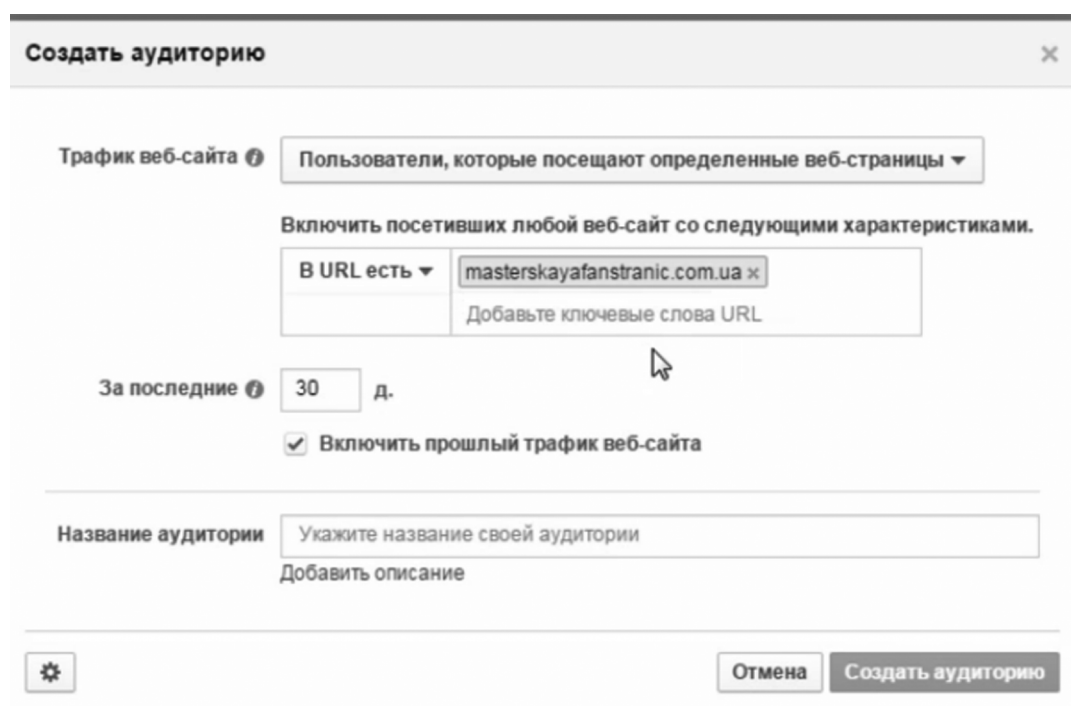 Создать аудиторию ×
Трафик веб-сайта Пользователи, которые посещают определенные веб-страницы
Включить посетивших любой веб-сайт со следующими характеристиками.
В URL есть masterskayafanstranic.com.ua ×
Добавьте ключевые слова URL
За последние 30 д.
Включить прошлый трафик веб-сайта
Название аудитории Укажите название своей аудитории
Добавить описание
Отмена Создать аудиторию